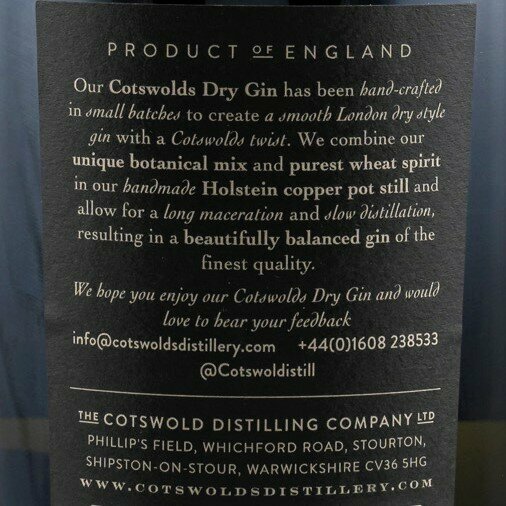 PRODUCT OF ENGLAND
Our Cotswolds Dry Gin has been hand-crafted
in small batches to create a smooth London dry style
gin with a Cotswolds twist. We combine our
unique botanical mix and purest wheat spirit
in our handmade Holstein copper pot still and
allow for a long maceration and slow distillation,
resulting in a beautifully balanced gin of the
finest quality.
We hope you enjoy our Cotswolds Dry Gin and would
love to hear your feedback
info@cotswoldsdistillery.com +44(0)1608 238533
@Cotswoldistill
THE COTSWOLD DISTILLING COMPANY LTD
PHILLIP'S FIELD, WHICHFORD ROAD, STOURTON,
SHIPSTON-ON-STOUR, WARWICKSHIRE CV36 5HG
WWW.COTSWOLDSDISTILLERY.COM